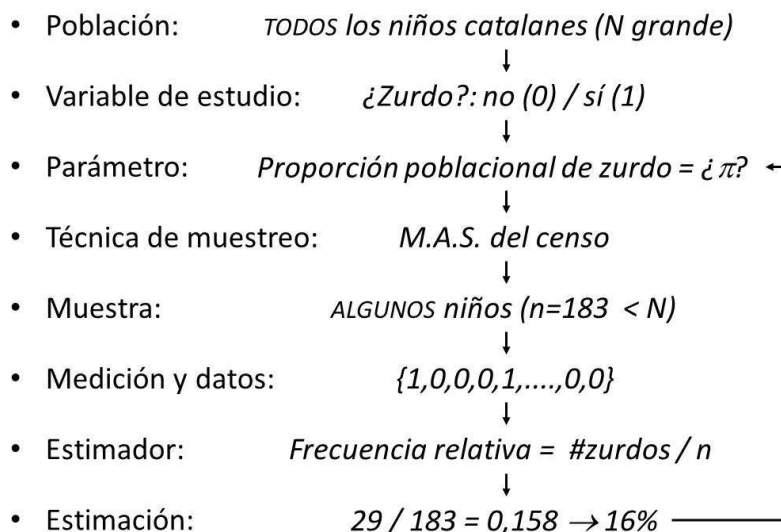 • Población: TODOS los niños catalanes (N grande)
• Variable de estudio: ¿Zurdo?: no (0) / sí (1)
• Parámetro: Proporción poblacional de zurdo = ¿π?
• Técnica de muestreo: M.A.S. del censo
• Muestra: ALGUNOS niños (n=183 < N)
• Medición y datos: {1,0,0,0,1,....,0,0}
• Estimador: Frecuencia relativa = #zurdos / n
• Estimación: 29 / 183 = 0,158 → 16%